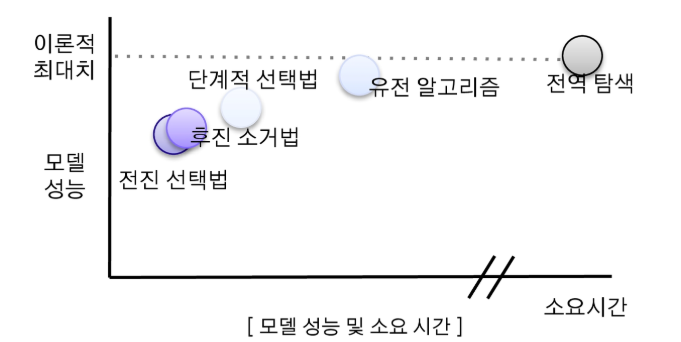 이론적
최대치
단계적 선택법
유전 알고리즘
전역 탐색
후진 소거법
모델
성능
전진 선택법
소요시간
[ 모델 성능 및 소요 시간 ]